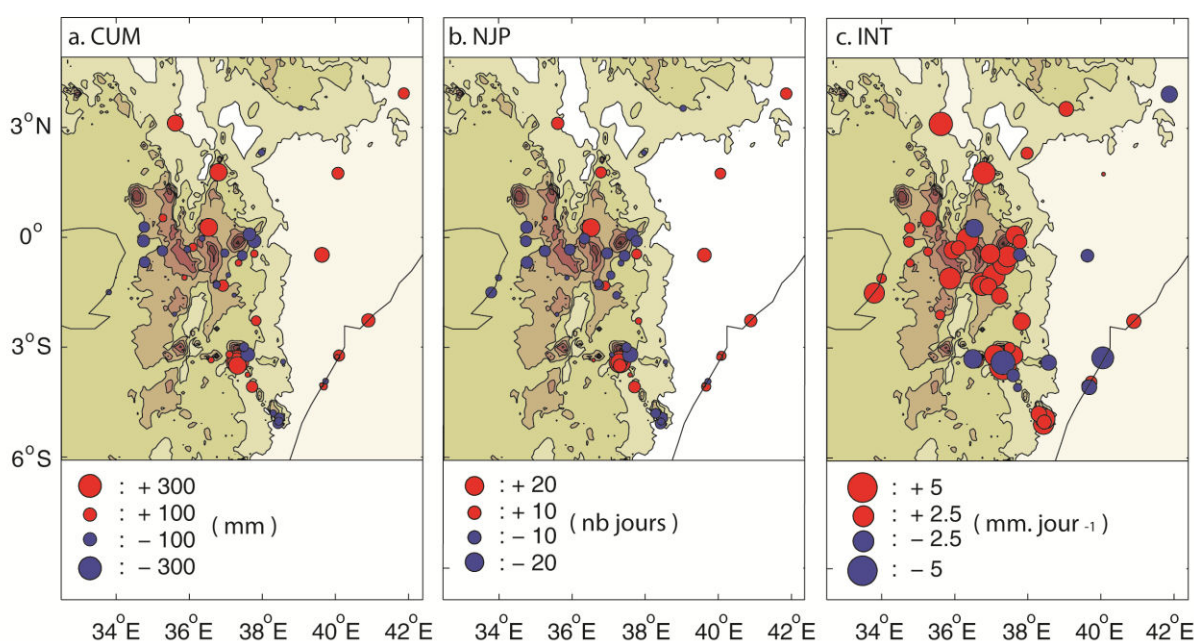 a. CUM
b. NJP
c. INT
3°N
0°
3°S
6°S
: + 300
: + 100
: − 100
: − 300
( mm )
: + 20
: + 10
: − 10
: − 20
( nb jours )
: + 5
: + 2.5
: − 2.5
: − 5
( mm. jour -1 )
34°E 36°E 38°E 40°E 42°E
34°E 36°E 38°E 40°E 42°E
34°E 36°E 38°E 40°E 42°E